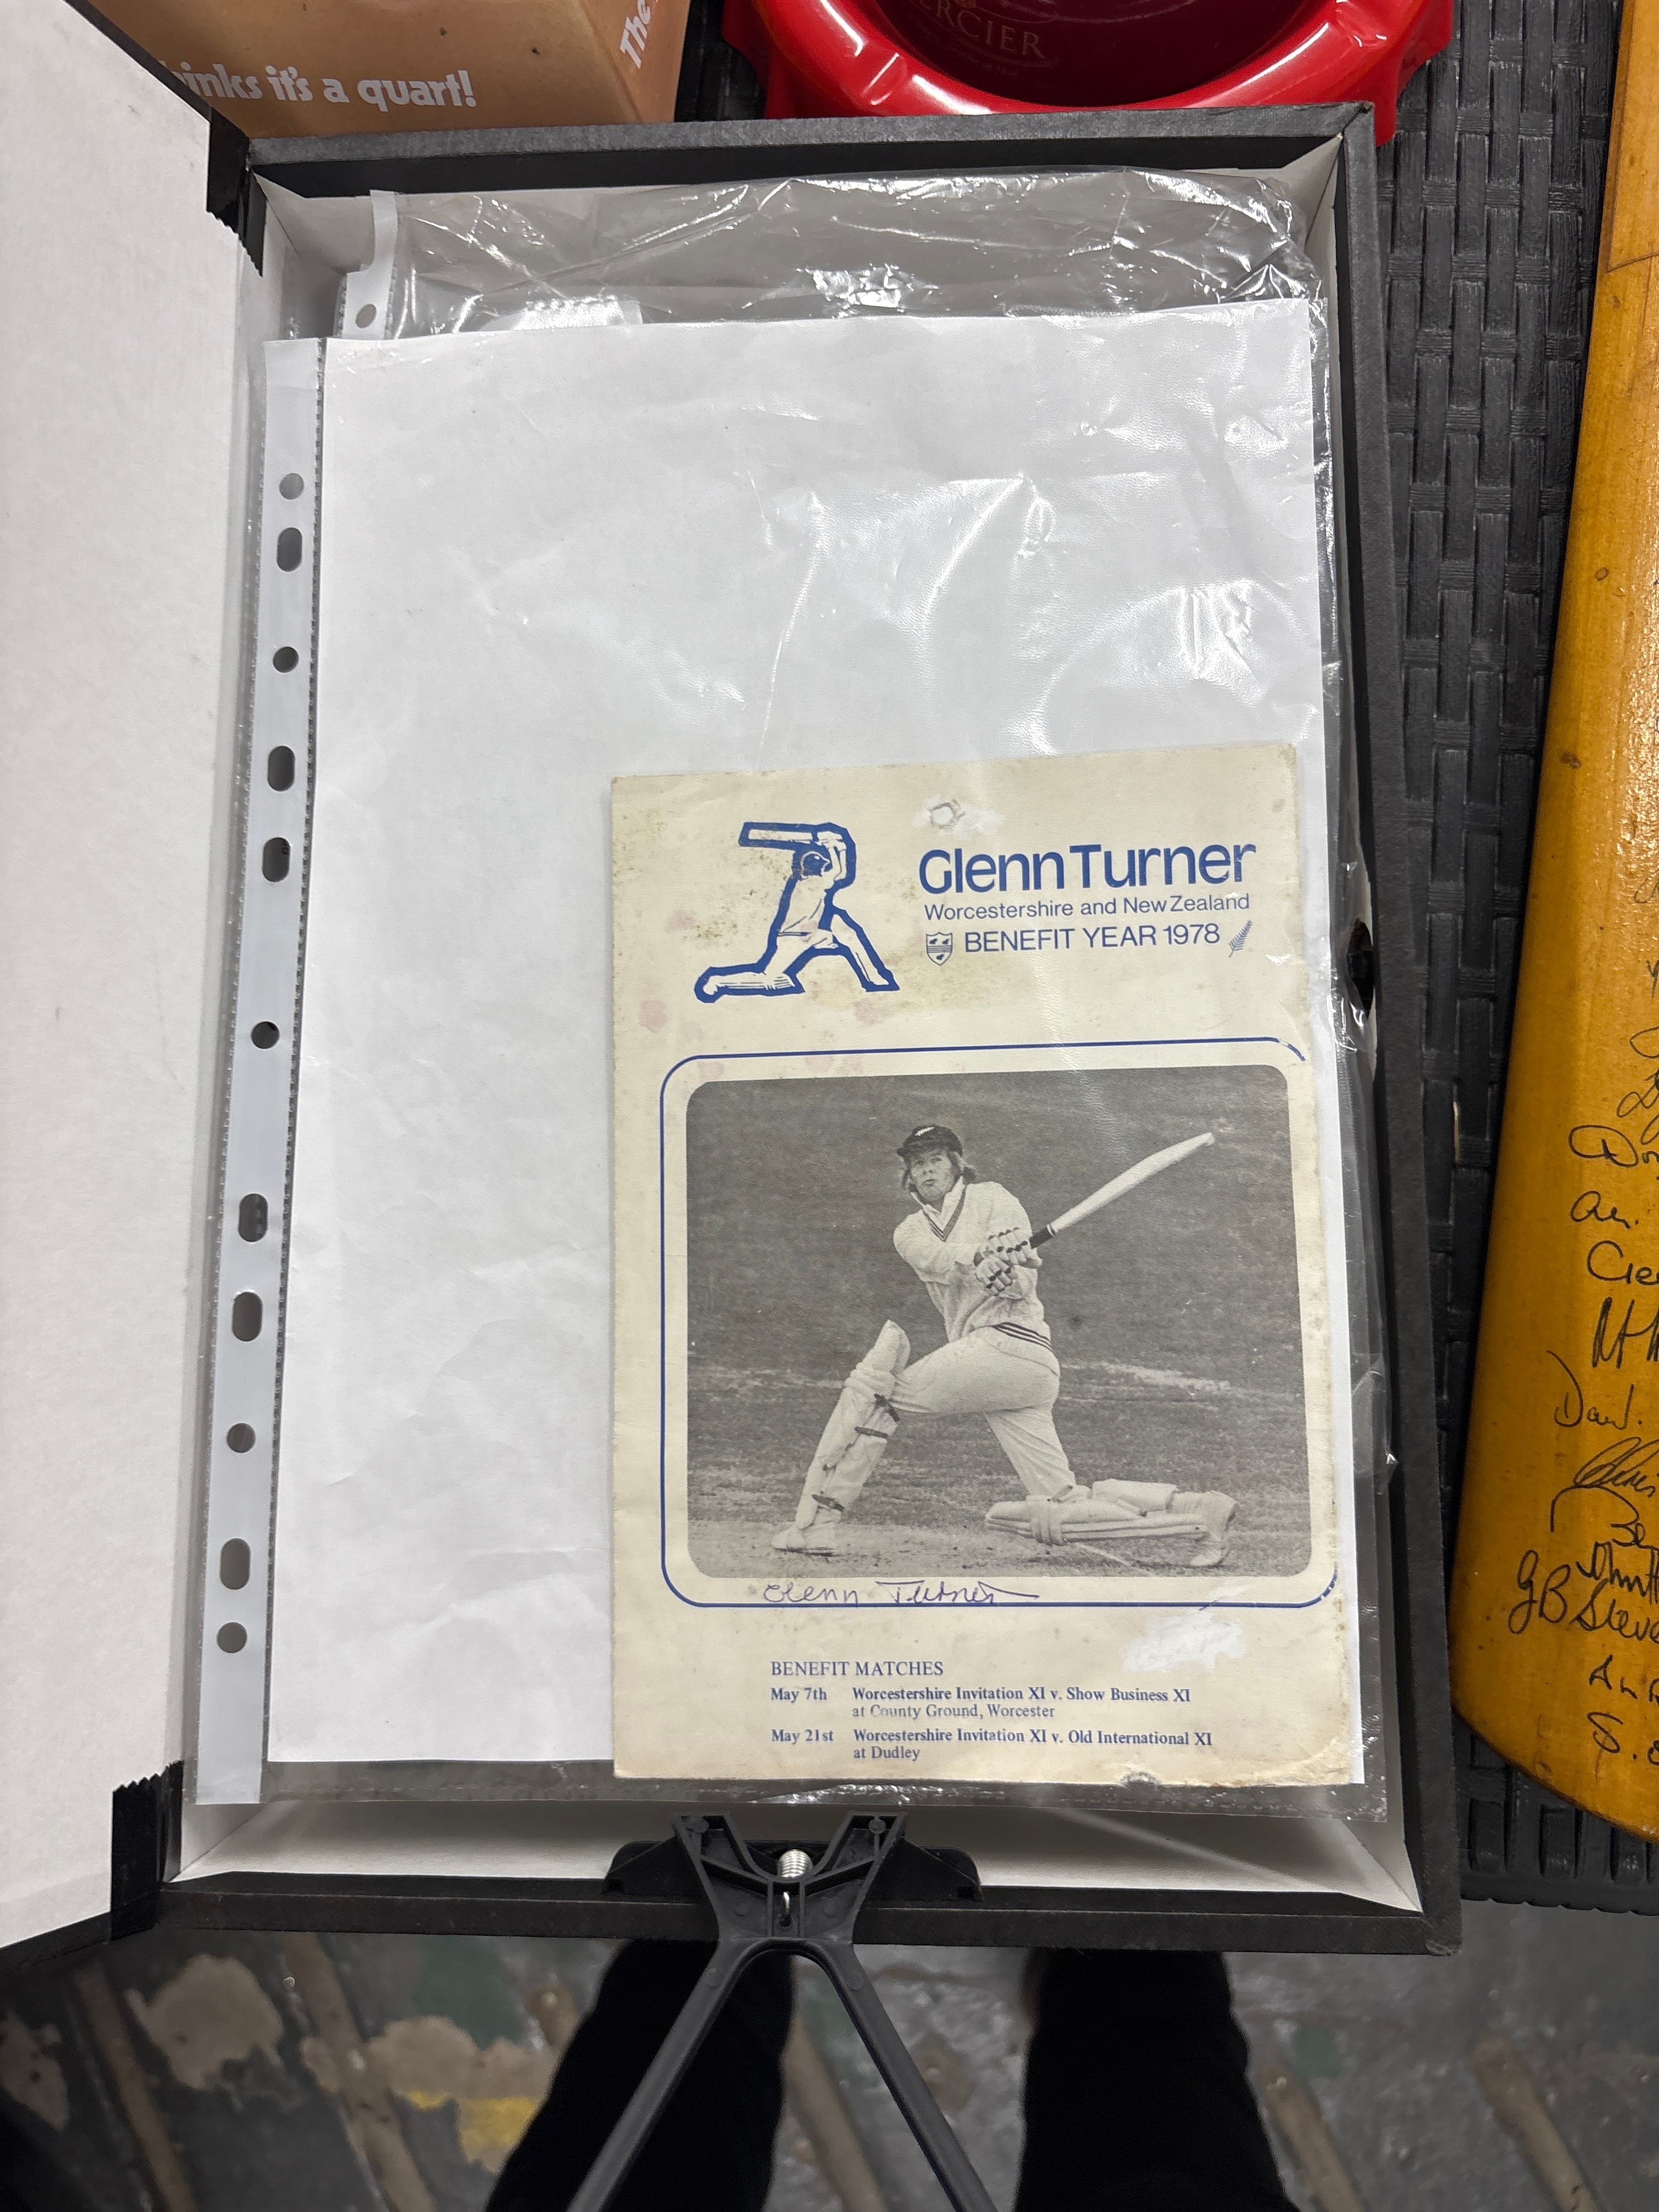 inks it's a quart!
The
ERCIER
Glenn Turner
Worcestershire and New Zealand
BENEFIT YEAR 1978
Glenn Turner
BENEFIT MATCHES
May 7th Worcestershire Invitation XI v. Show Business XI
at County Ground, Worcester
May 21st Worcestershire Invitation XI v. Old International XI
at Dudley
GB Steve